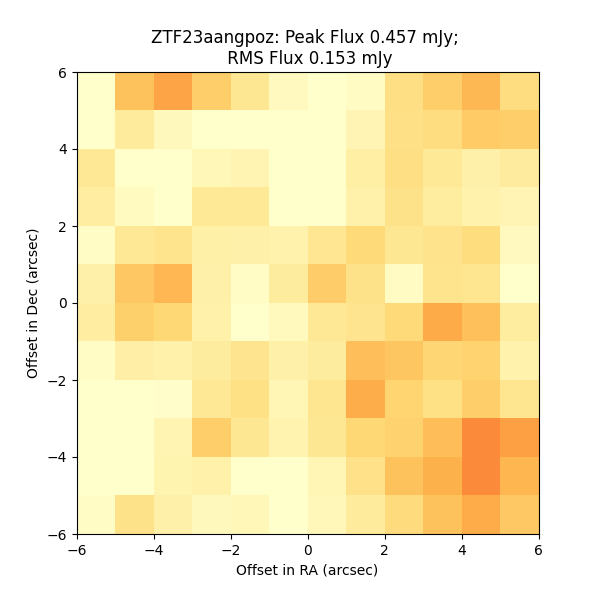 ZTF23aangpoz: Peak Flux 0.457 mJy;
RMS Flux 0.153 mJy
6
4
2
0
−2
−4
−6
Offset in Dec (arcsec)
−6 −4 −2 0 2 4 6
Offset in RA (arcsec)